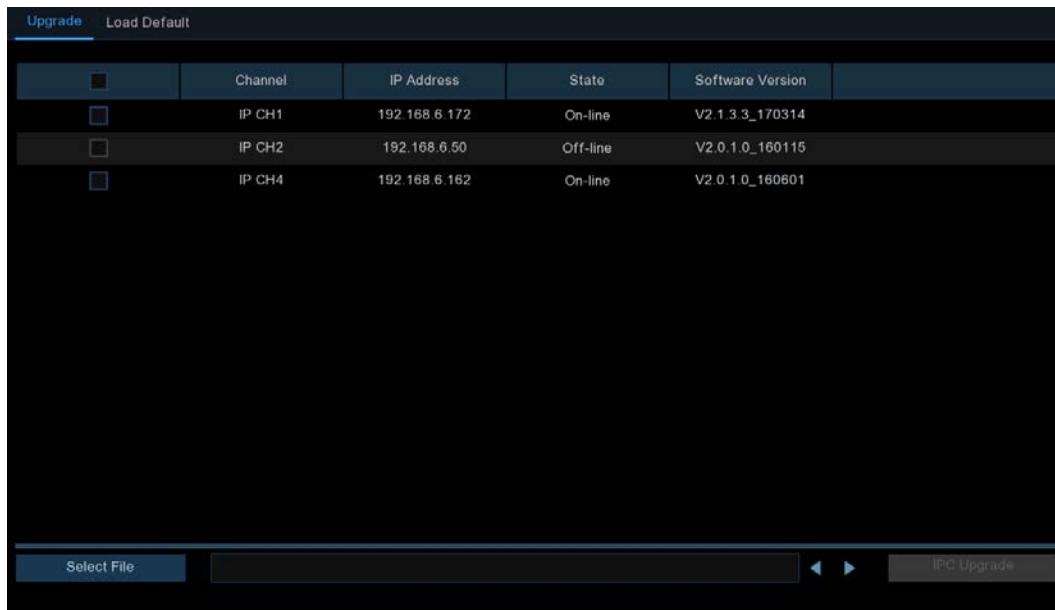 Upgrade Load Default
Channel IP Address State Software Version
IP CH1 192.168.6.172 On-line V2.1.3.3_170314
IP CH2 192.168.6.50 Off-line V2.0.1.0_160115
IP CH4 192.168.6.162 On-line V2.0.1.0_160601
Select File IPC Upgrade